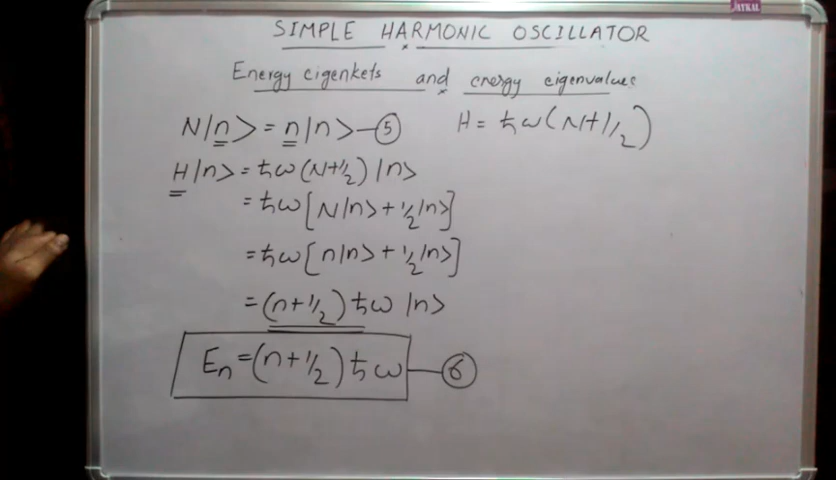 SIMPLE HARMONIC OSCILLATOR
Energy eigenkets and energy eigenvalues
N|n> = n|n> — ⑤ H = ħω(N+1/2)
H|n> = ħω(N+1/2)|n>
= ħω[N|n> + 1/2|n>]
= ħω[n|n> + 1/2|n>]
= (n+1/2) ħω |n>
En = (n+1/2) ħω — ⑥